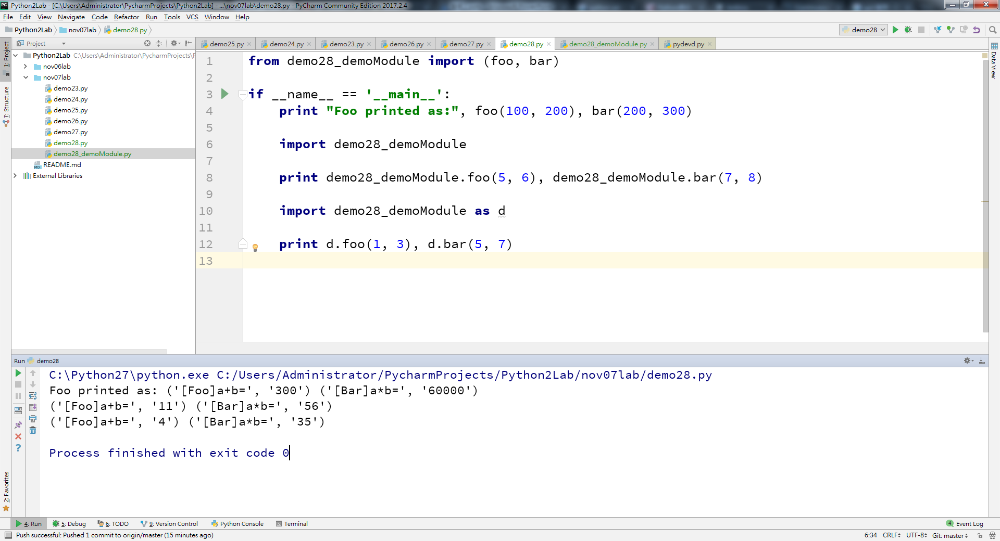 Python2Lab - [C:\Users\Administrator\PycharmProjects\Python2Lab] - ...\nov07lab\demo28.py - PyCharm Community Edition 2017.2.4
File Edit View Navigate Code Refactor Run Tools VCS Window Help
Python2Lab nov07lab demo28.py demo28
Project demo25.py demo24.py demo23.py demo26.py demo27.py demo28.py demo28_demoModule.py pydevd.py
1: Project
7: Structure
2: Favorites
Data View
Python2Lab C:\Users\Administrator\PycharmProjects\P
nov06lab
nov07lab
demo23.py
demo24.py
demo25.py
demo26.py
demo27.py
demo28.py
demo28_demoModule.py
README.md
External Libraries
1 from demo28_demoModule import (foo, bar)
2
3 if __name__ == '__main__':
4 print "Foo printed as:", foo(100, 200), bar(200, 300)
5
6 import demo28_demoModule
7
8 print demo28_demoModule.foo(5, 6), demo28_demoModule.bar(7, 8)
9
10 import demo28_demoModule as d
11
12 print d.foo(1, 3), d.bar(5, 7)
13
Run demo28
C:\Python27\python.exe C:/Users/Administrator/PycharmProjects/Python2Lab/nov07lab/demo28.py
Foo printed as: ('[Foo]a+b=', '300') ('[Bar]a*b=', '60000')
('[Foo]a+b=', '11') ('[Bar]a*b=', '56')
('[Foo]a+b=', '4') ('[Bar]a*b=', '35')
Process finished with exit code 0
4: Run 5: Debug 6: TODO 9: Version Control Python Console Terminal 4 Event Log
Push successful: Pushed 1 commit to origin/master (15 minutes ago) 6:34 CRLF UTF-8 Git: master